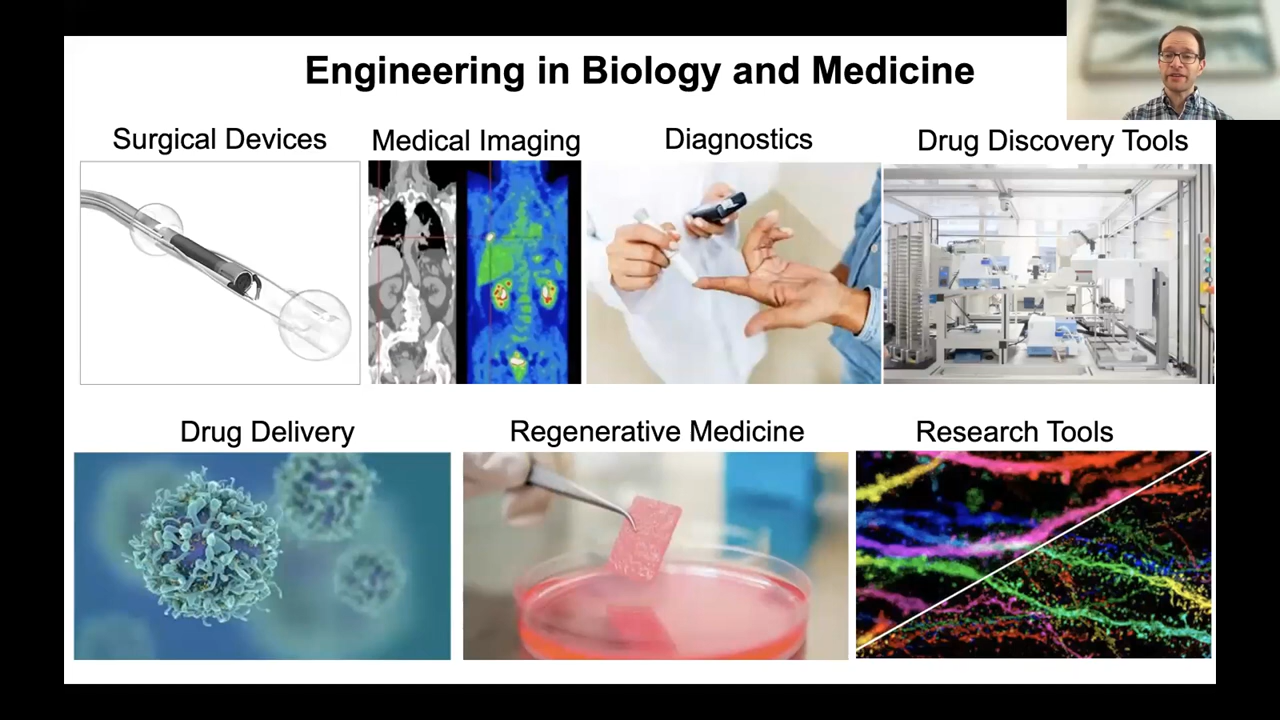 Engineering in Biology and Medicine
Surgical Devices
Medical Imaging
Diagnostics
Drug Discovery Tools
Drug Delivery
Regenerative Medicine
Research Tools